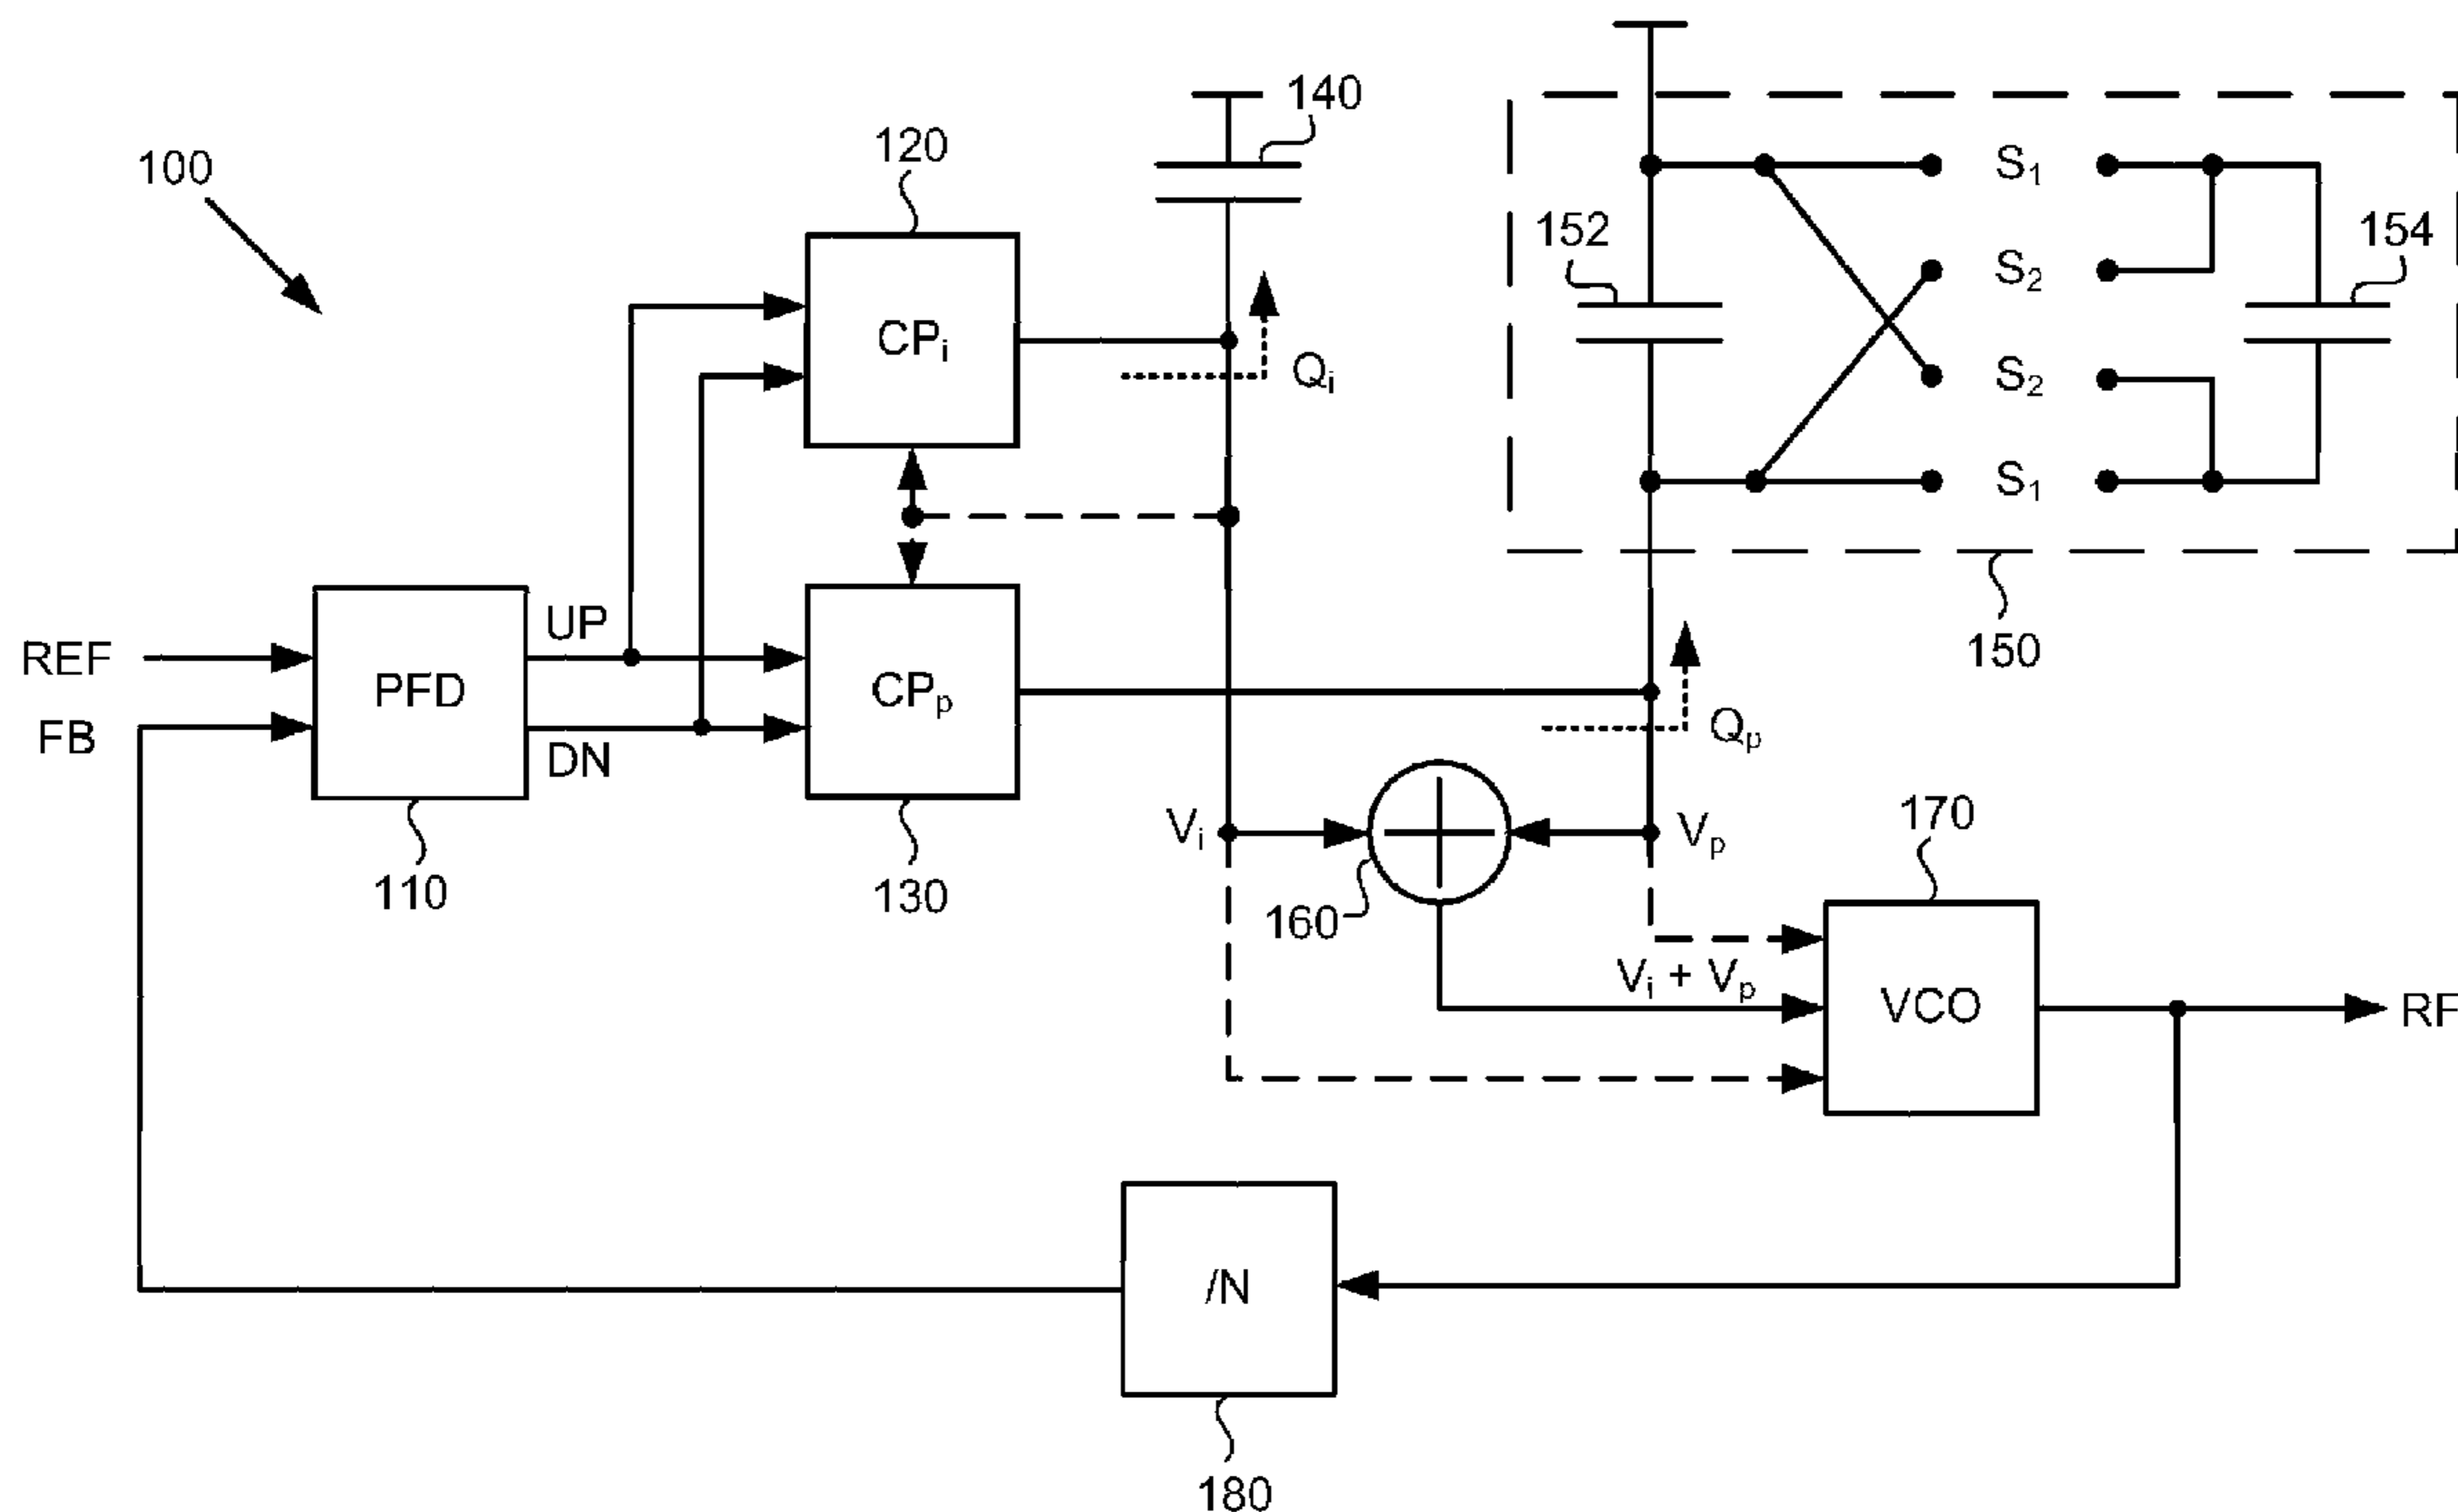 100
120
140
152
154
S₁
S₂
S₂
S₁
CPᵢ
Qᵢ
150
REF
FB
PFD
UP
DN
CPₚ
Qₚ
110
130
Vᵢ
Vₚ
160
170
Vᵢ + Vₚ
VCO
RF
/N
180